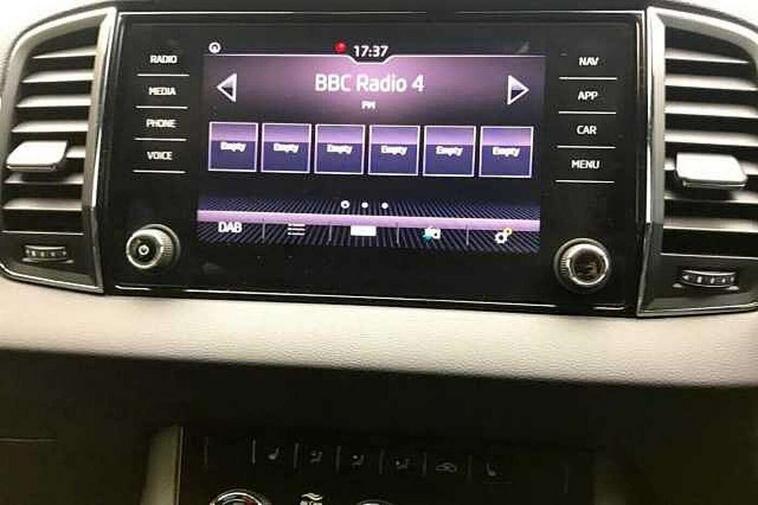 17:37
RADIO
MEDIA
PHONE
VOICE
BBC Radio 4
PM
Empty Empty Empty Empty Empty Empty
DAB
NAV
APP
CAR
MENU